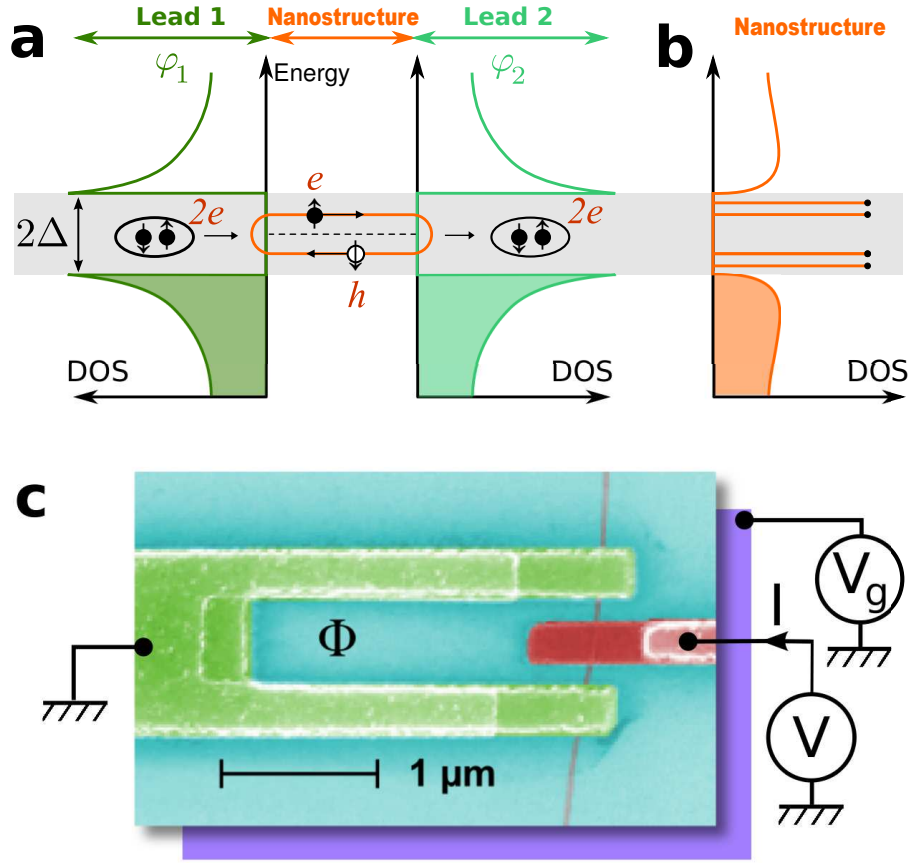 a
Lead 1
Nanostructure
Lead 2
φ₁
Energy
φ₂
2Δ
2e
e
h
2e
DOS
DOS
b
Nanostructure
DOS
c
Φ
1 μm
I
V
Vg